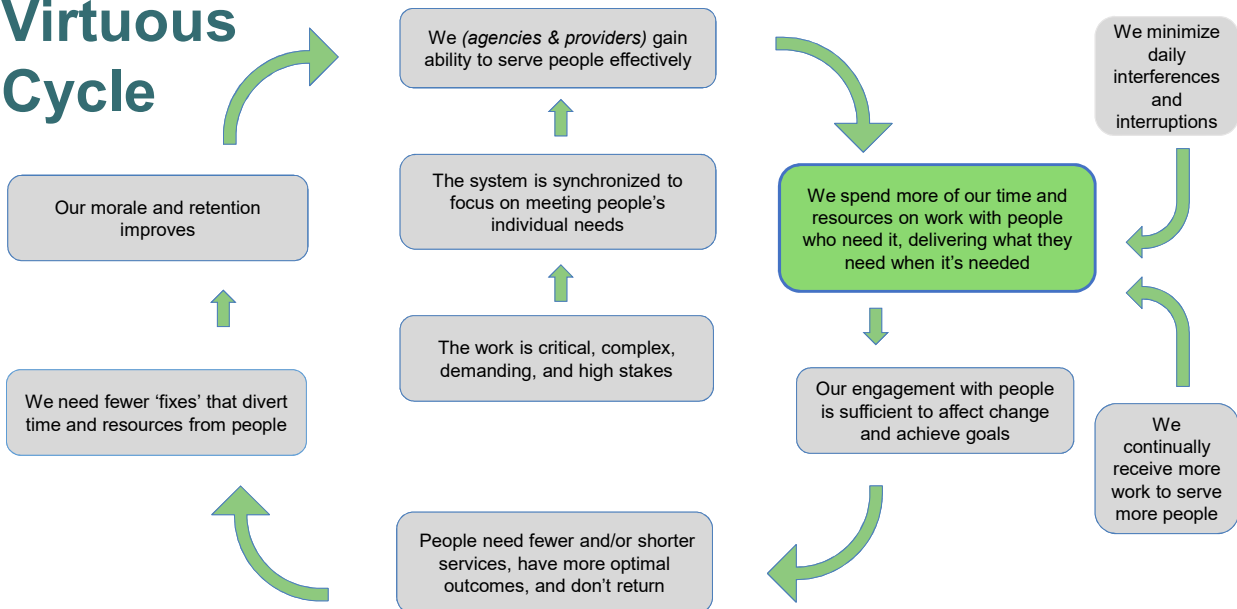 Virtuous
Cycle
We (agencies & providers) gain
ability to serve people effectively
We minimize
daily
interferences
and
interruptions
Our morale and retention
improves
The system is synchronized to
focus on meeting people’s
individual needs
We spend more of our time and
resources on work with people
who need it, delivering what they
need when it’s needed
The work is critical, complex,
demanding, and high stakes
We need fewer ‘fixes’ that divert
time and resources from people
Our engagement with people
is sufficient to affect change
and achieve goals
We
continually
receive more
work to serve
more people
People need fewer and/or shorter
services, have more optimal
outcomes, and don’t return